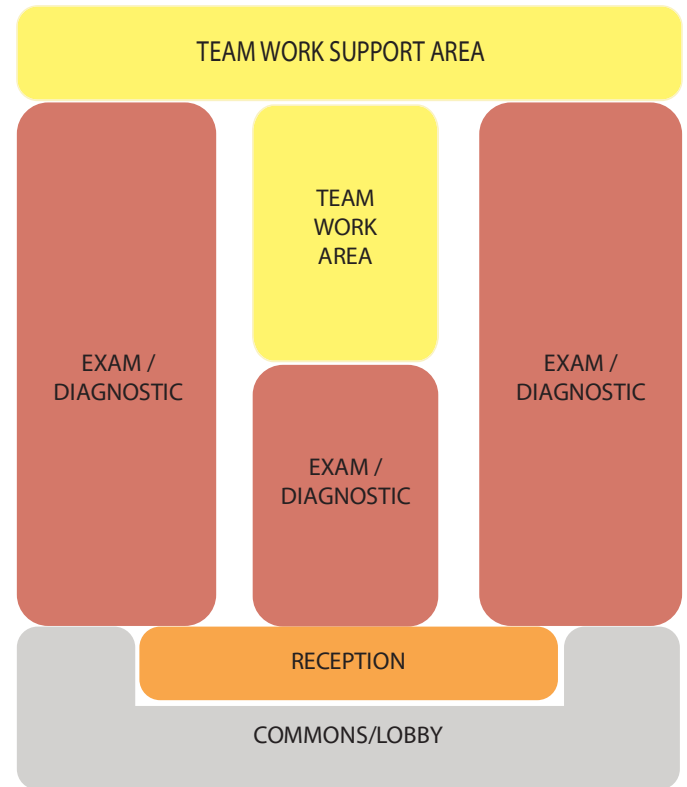 TEAM WORK SUPPORT AREA
TEAM
WORK
AREA
EXAM /
DIAGNOSTIC
EXAM /
DIAGNOSTIC
EXAM /
DIAGNOSTIC
RECEPTION
COMMONS/LOBBY